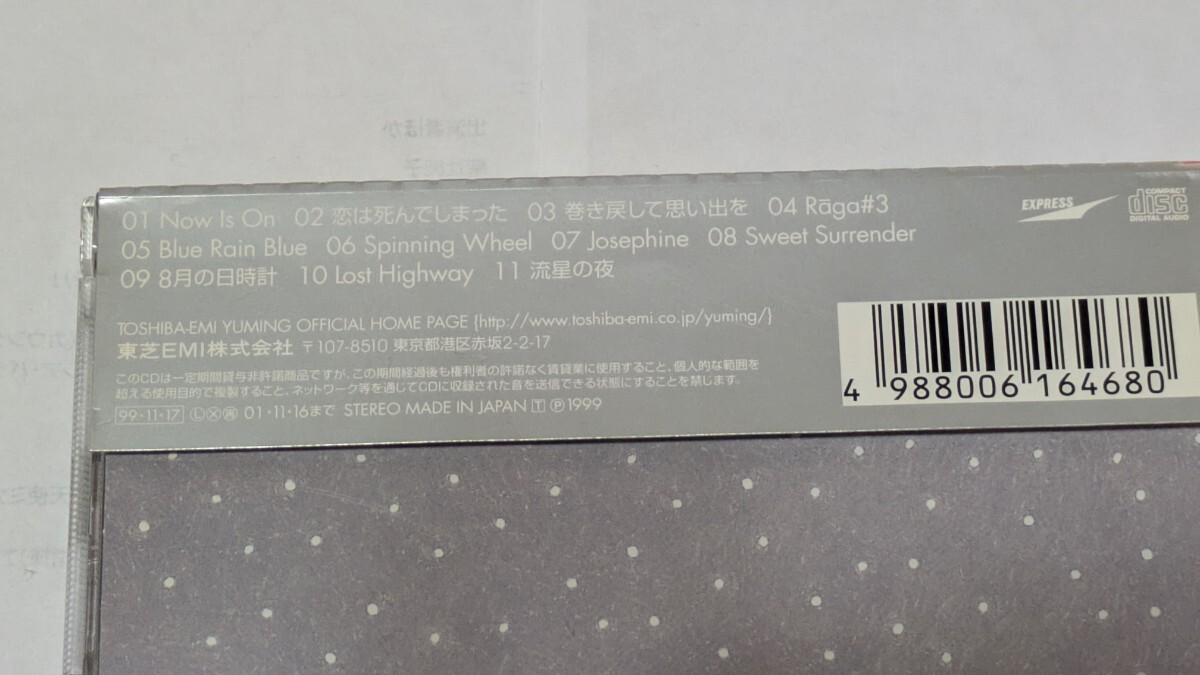 出演者ほか
01 Now Is On 02 恋は死んでしまった 03 巻き戻して思い出を 04 Rāga#3
05 Blue Rain Blue 06 Spinning Wheel 07 Josephine 08 Sweet Surrender
09 8月の日時計 10 Lost Highway 11 流星の夜
EXPRESS
COMPACT
disc
DIGITAL AUDIO
TOSHIBA-EMI YUMING OFFICIAL HOME PAGE {http://www.toshiba-emi.co.jp/yuming/}
東芝EMI株式会社 〒107-8510 東京都港区赤坂2-2-17
このCDは一定期間貸与非許諾商品ですが、この期間経過後も権利者の許諾なく賃貸業に使用すること、個人的な範囲を
超える使用目的で複製すること、ネットワーク等を通じてCDに収録された音を送信できる状態にすることを禁じます。
99・11・17 Ⓛ 01・11・16まで STEREO MADE IN JAPAN T Ⓟ1999
4 988006 164680